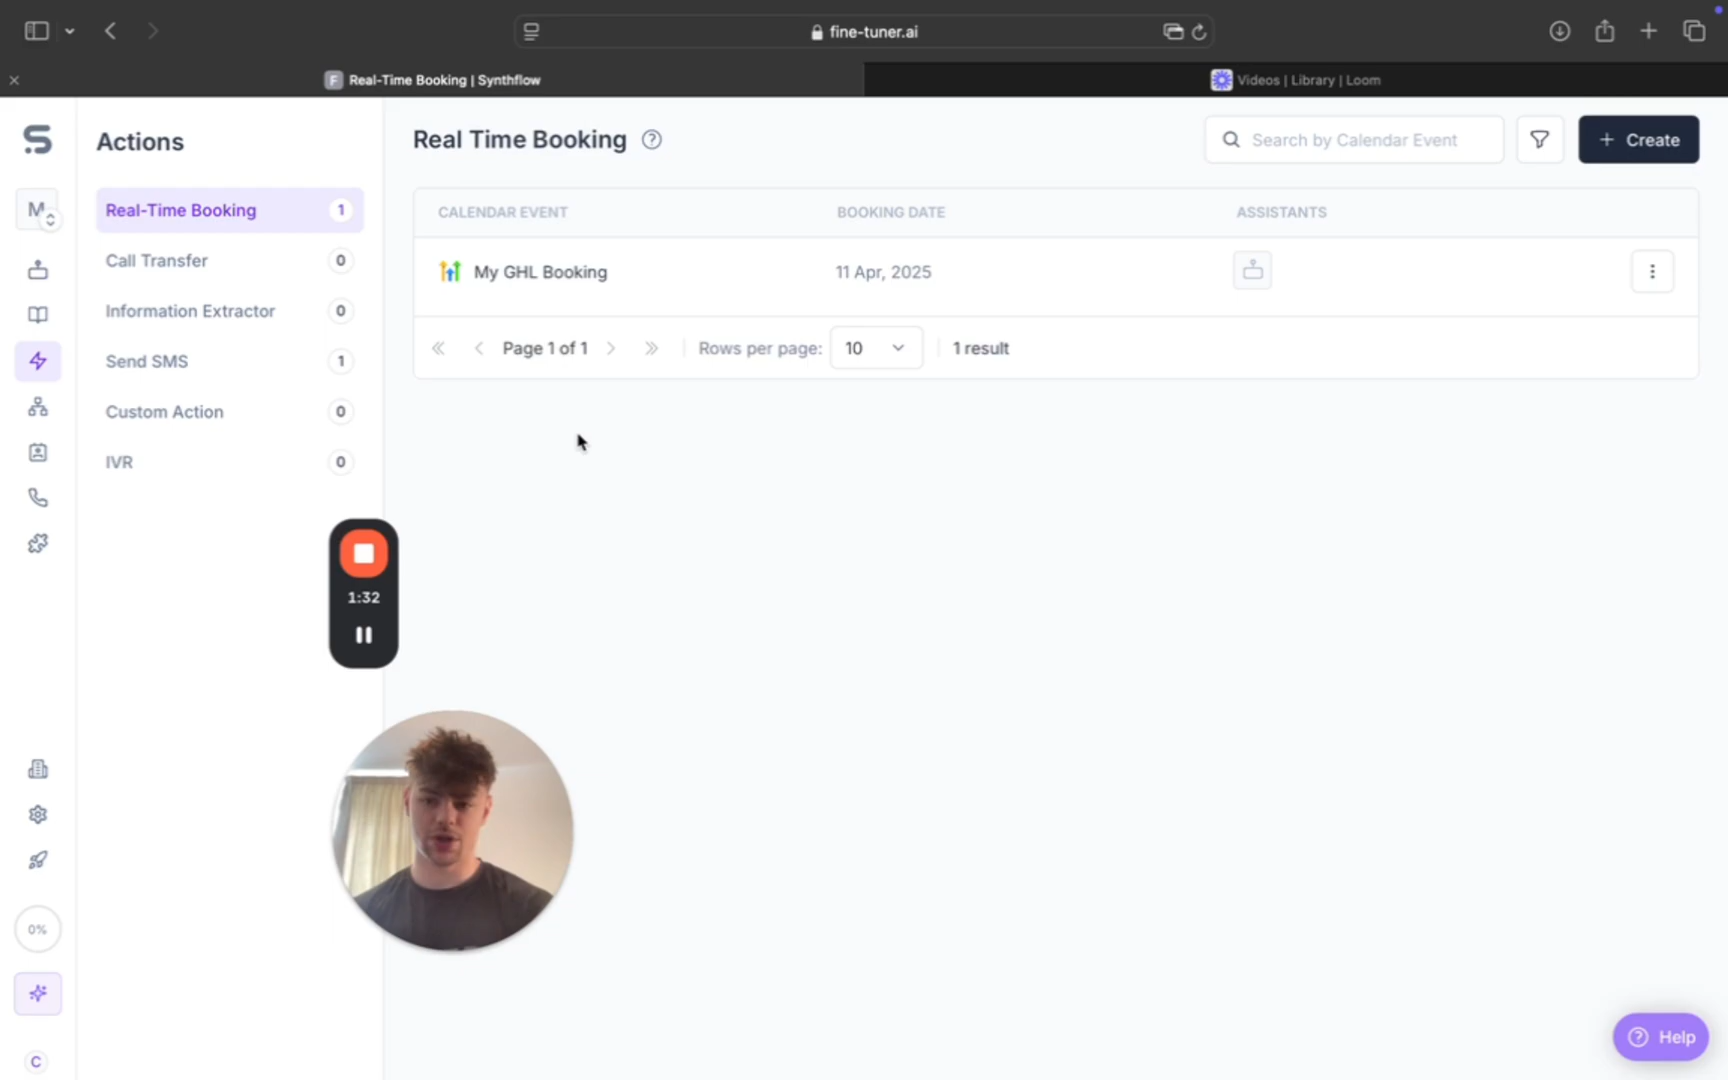 fine-tuner.ai
F Real-Time Booking | Synthflow
Videos | Library | Loom
M
0%
C
Actions
Real-Time Booking 1
Call Transfer 0
Information Extractor 0
Send SMS 1
Custom Action 0
IVR 0
1:32
Real Time Booking ?
Search by Calendar Event
+ Create
CALENDAR EVENT BOOKING DATE ASSISTANTS
My GHL Booking 11 Apr, 2025
Page 1 of 1 Rows per page: 10 1 result
? Help